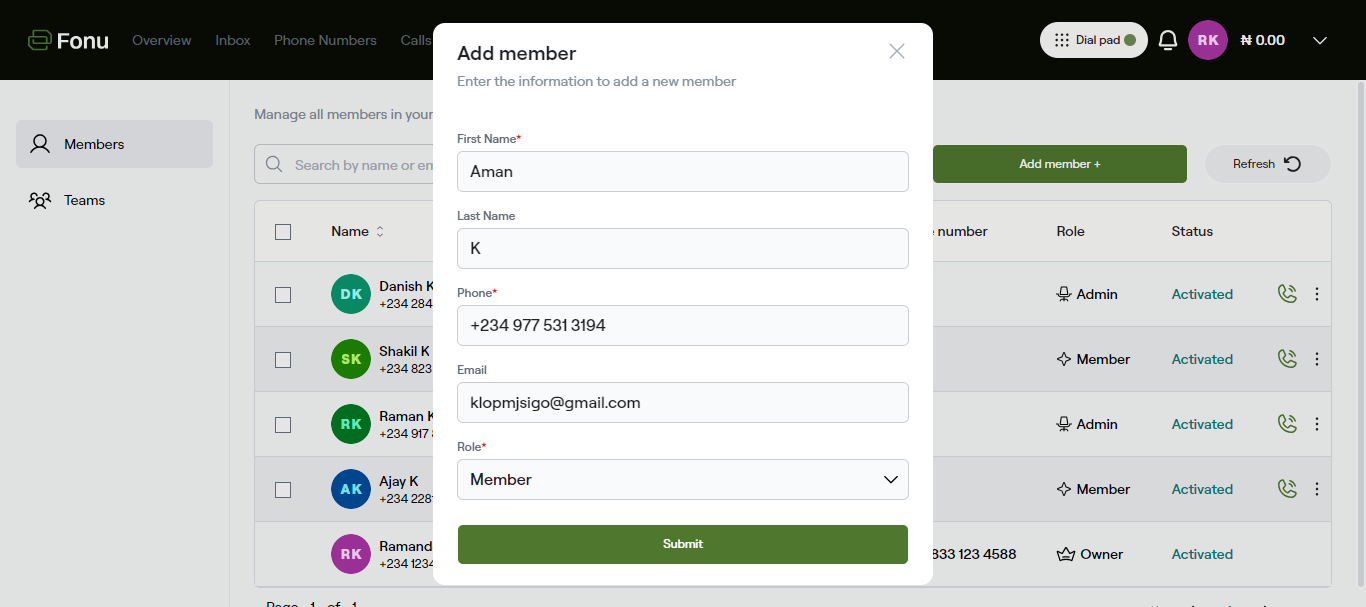 Fonu Overview Inbox Phone Numbers Calls Dial pad RK ₦ 0.00
Members
Teams
Manage all members in your
Search by name or em
Add member +
Refresh
Name number Role Status
DK Danish K Admin Activated
+234 284
SK Shakil K Member Activated
+234 823
RK Raman K Admin Activated
+234 917
AK Ajay K Member Activated
+234 228
RK Ramand 833 123 4588 Owner Activated
+234 1234
Add member
Enter the information to add a new member
First Name*
Aman
Last Name
K
Phone*
+234 977 531 3194
Email
klopmjsigo@gmail.com
Role*
Member
Submit
Page 1 of 1